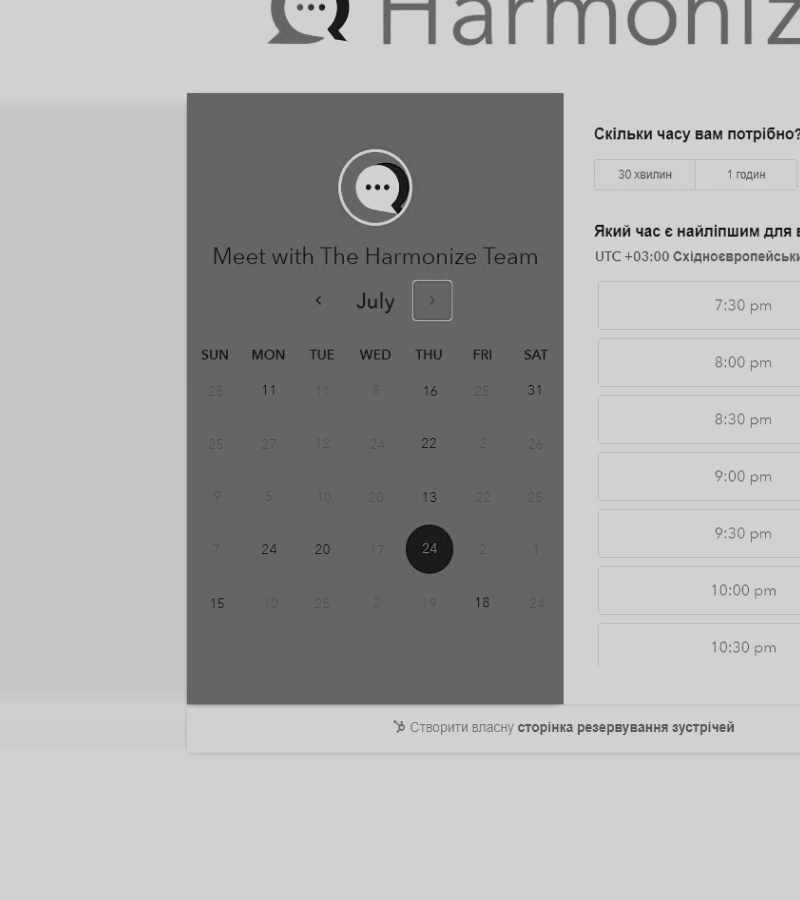 Harmoniz
Meet with The Harmonize Team
July
SUN MON TUE WED THU FRI SAT
25 11 11 8 16 25 31
25 27 12 24 22 2 26
9 5 10 20 13 22 25
7 24 20 17 24 2 1
15 10 25 2 19 18 24
Скільки часу вам потрібно?
30 хвилин 1 годин
Який час є найліпшим для в
UTC +03:00 Східноєвропейськи
7:30 pm
8:00 pm
8:30 pm
9:00 pm
9:30 pm
10:00 pm
10:30 pm
Створити власну сторінка резервування зустрічей